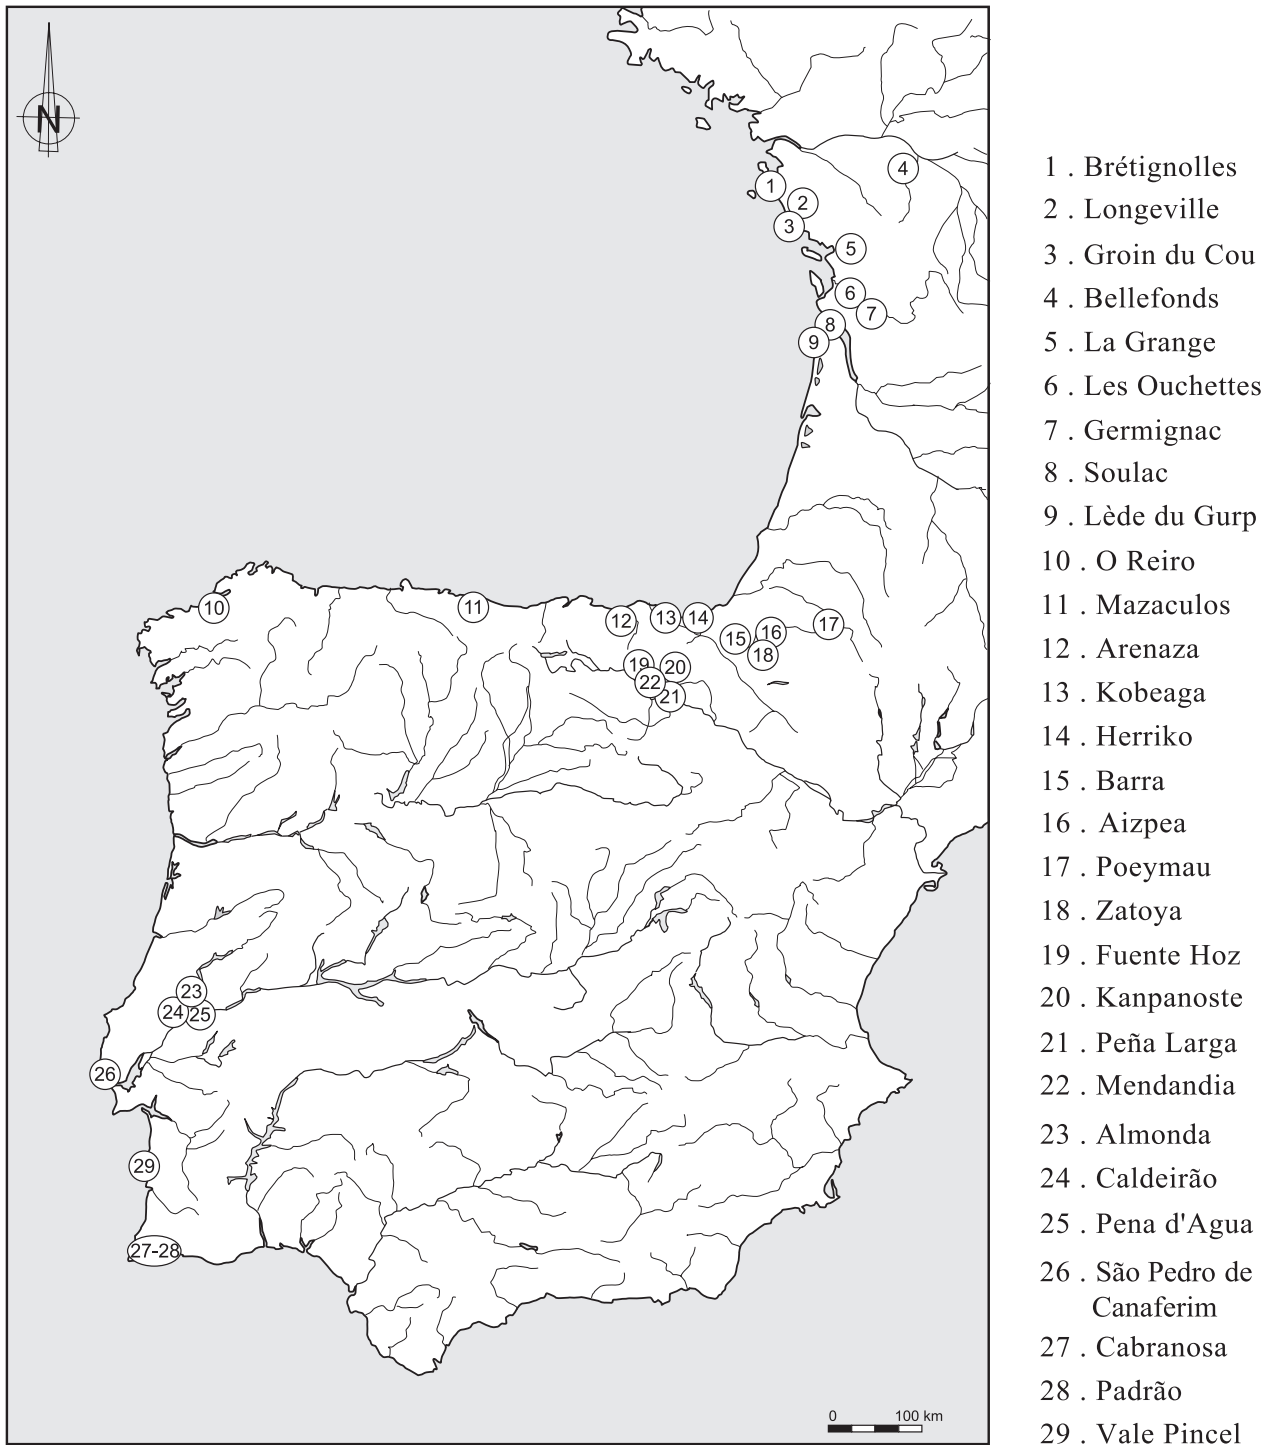 N
1
2
3
4
5
6
7
8
9
10
11
12
13
14
15
16
17
18
19
20
22
21
23
24
25
26
29
27-28
0 100 km
1 . Brétignolles
2 . Longeville
3 . Groin du Cou
4 . Bellefonds
5 . La Grange
6 . Les Ouchettes
7 . Germignac
8 . Soulac
9 . Lède du Gurp
10 . O Reiro
11 . Mazaculos
12 . Arenaza
13 . Kobeaga
14 . Herriko
15 . Barra
16 . Aizpea
17 . Poeymau
18 . Zatoya
19 . Fuente Hoz
20 . Kanpanoste
21 . Peña Larga
22 . Mendandia
23 . Almonda
24 . Caldeirão
25 . Pena d'Agua
26 . São Pedro de
Canaferim
27 . Cabranosa
28 . Padrão
29 . Vale Pincel